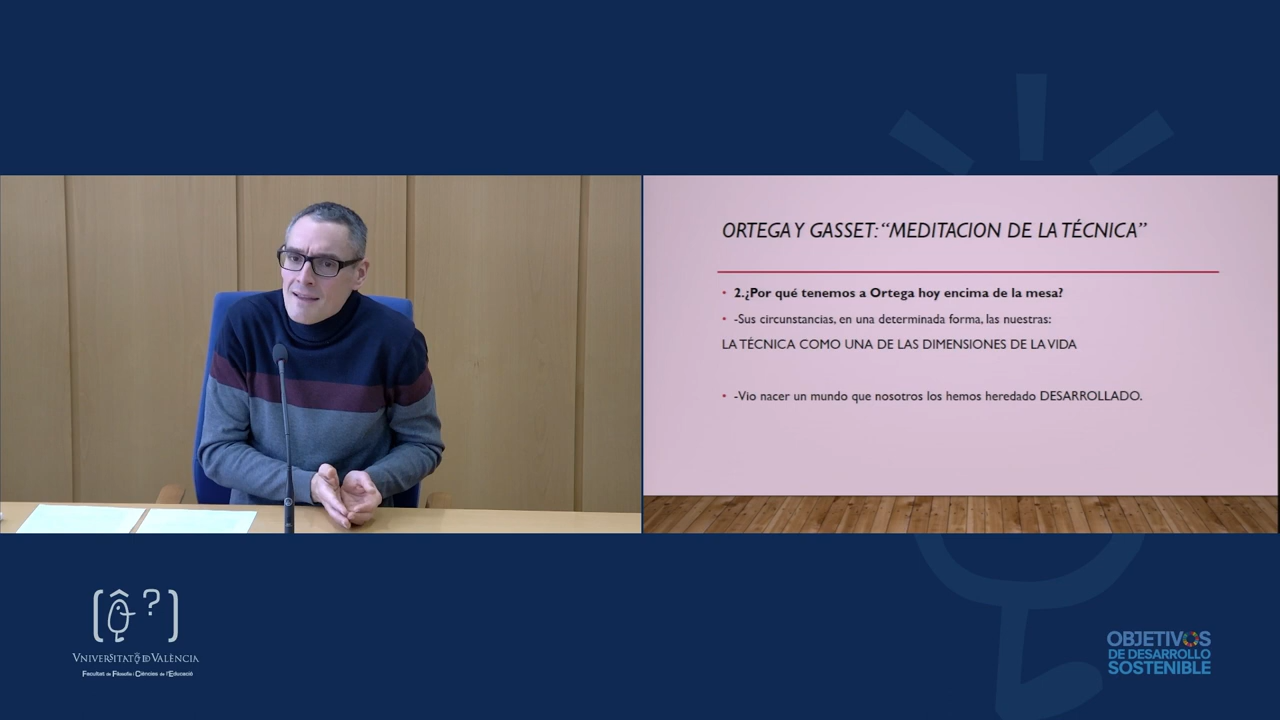 ORTEGA Y GASSET: “MEDITACION DE LA TÉCNICA”
• 2.¿Por qué tenemos a Ortega hoy encima de la mesa?
• -Sus circunstancias, en una determinada forma, las nuestras:
LA TÉCNICA COMO UNA DE LAS DIMENSIONES DE LA VIDA
• -Vio nacer un mundo que nosotros los hemos heredado DESARROLLADO.
[Ô ?]
VNIVERSITAT ID VALÈNCIA
Facultat de Filosofia i Ciències de l'Educació
OBJETIVOS
DE DESARROLLO
SOSTENIBLE